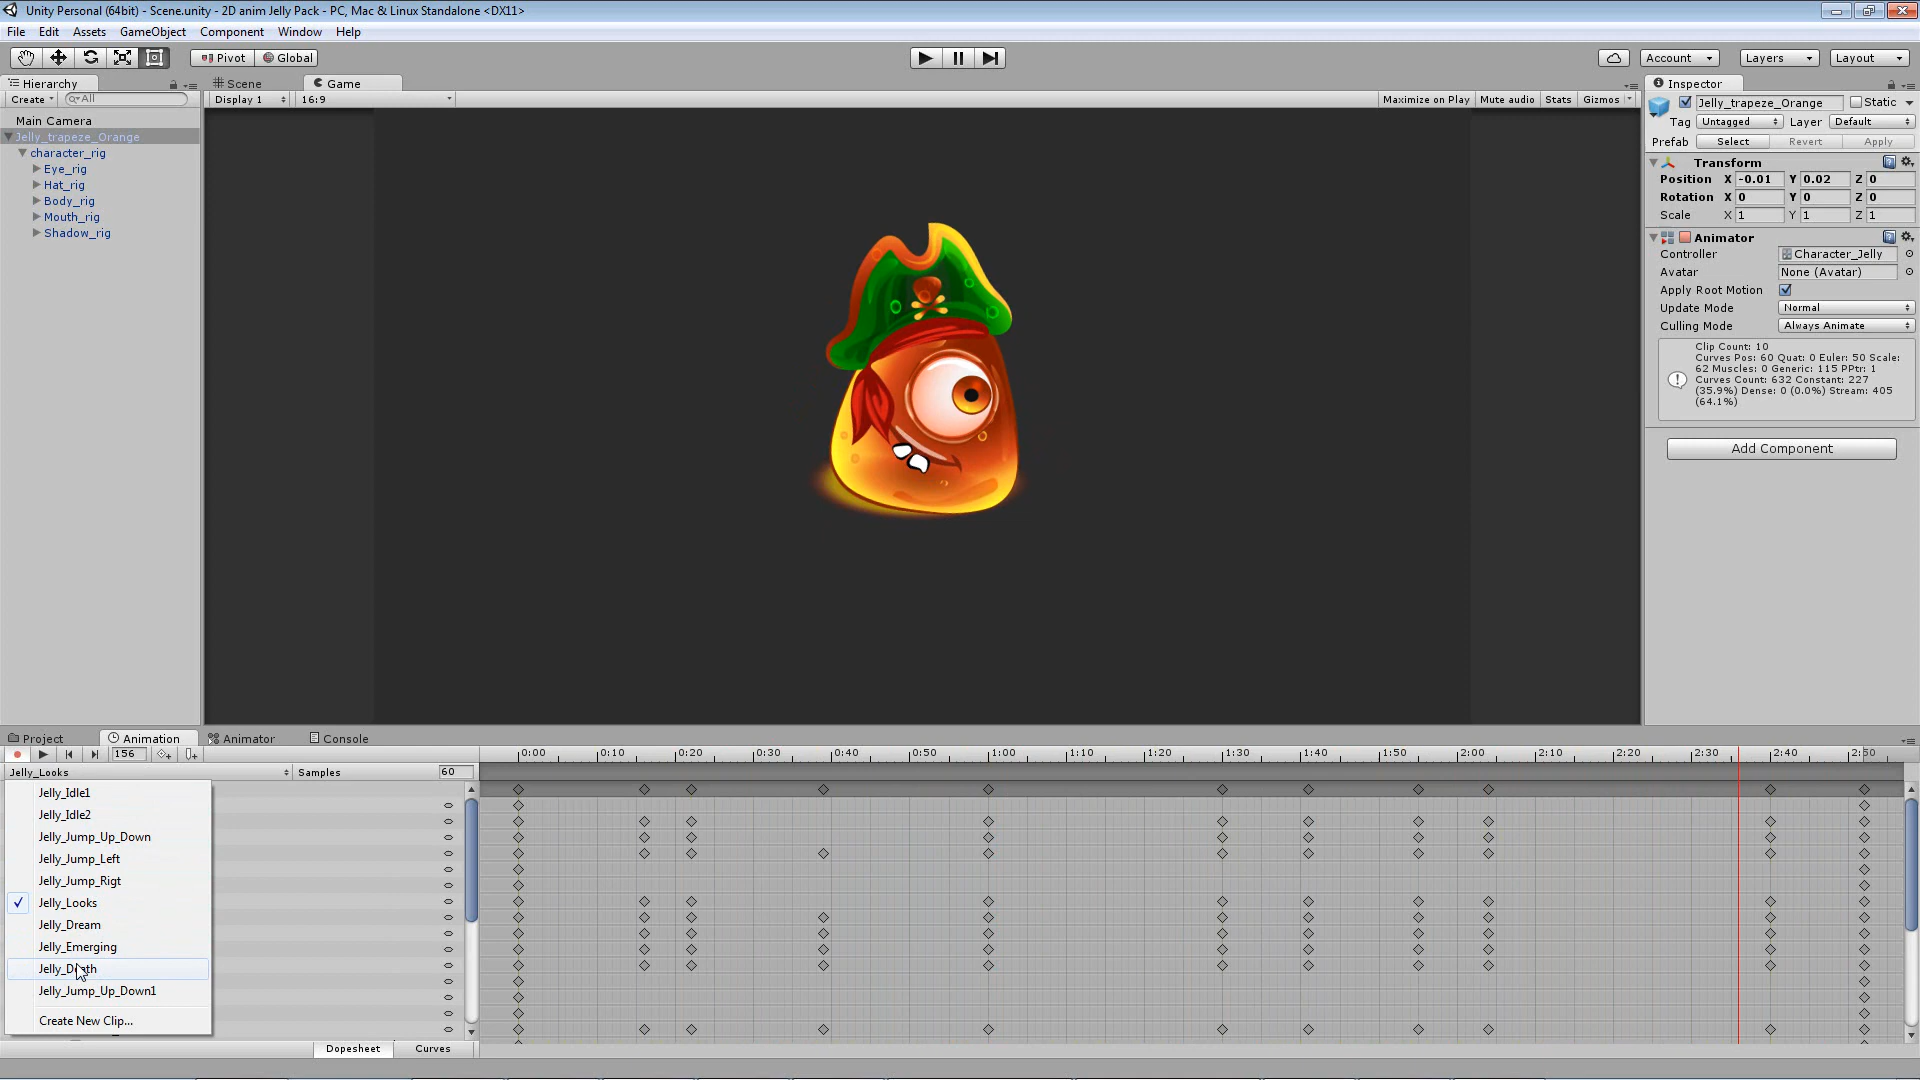 Unity Personal (64bit) - Scene.unity - 2D anim Jelly Pack - PC, Mac & Linux Standalone <DX11>
File Edit Assets GameObject Component Window Help
Pivot Global Account Layers Layout
Hierarchy
Create All
Main Camera
Jelly_trapeze_Orange
character_rig
Eye_rig
Hat_rig
Body_rig
Mouth_rig
Shadow_rig
Scene Game
Display 1 16:9 Maximize on Play Mute audio Stats Gizmos
Inspector
Jelly_trapeze_Orange Static
Tag Untagged Layer Default
Prefab Select Revert Apply
Transform
Position X -0.01 Y 0.02 Z 0
Rotation X 0 Y 0 Z 0
Scale X 1 Y 1 Z 1
Animator
Controller Character_Jelly
Avatar None (Avatar)
Apply Root Motion
Update Mode Normal
Culling Mode Always Animate
Clip Count: 10
Curves Pos: 60 Quat: 0 Euler: 50 Scale:
62 Muscles: 0 Generic: 115 PPtr: 1
Curves Count: 632 Constant: 227
(35.9%) Dense: 0 (0.0%) Stream: 405
(64.1%)
Add Component
Project Animation Animator Console
156 0:00 0:10 0:20 0:30 0:40 0:50 1:00 1:10 1:20 1:30 1:40 1:50 2:00 2:10 2:20 2:30 2:40 2:50
Jelly_Looks Samples 60
Jelly_Idle1
Jelly_Idle2
Jelly_Jump_Up_Down
Jelly_Jump_Left
Jelly_Jump_Rigt
Jelly_Looks
Jelly_Dream
Jelly_Emerging
Jelly_Death
Jelly_Jump_Up_Down1
Create New Clip...
Dopesheet Curves